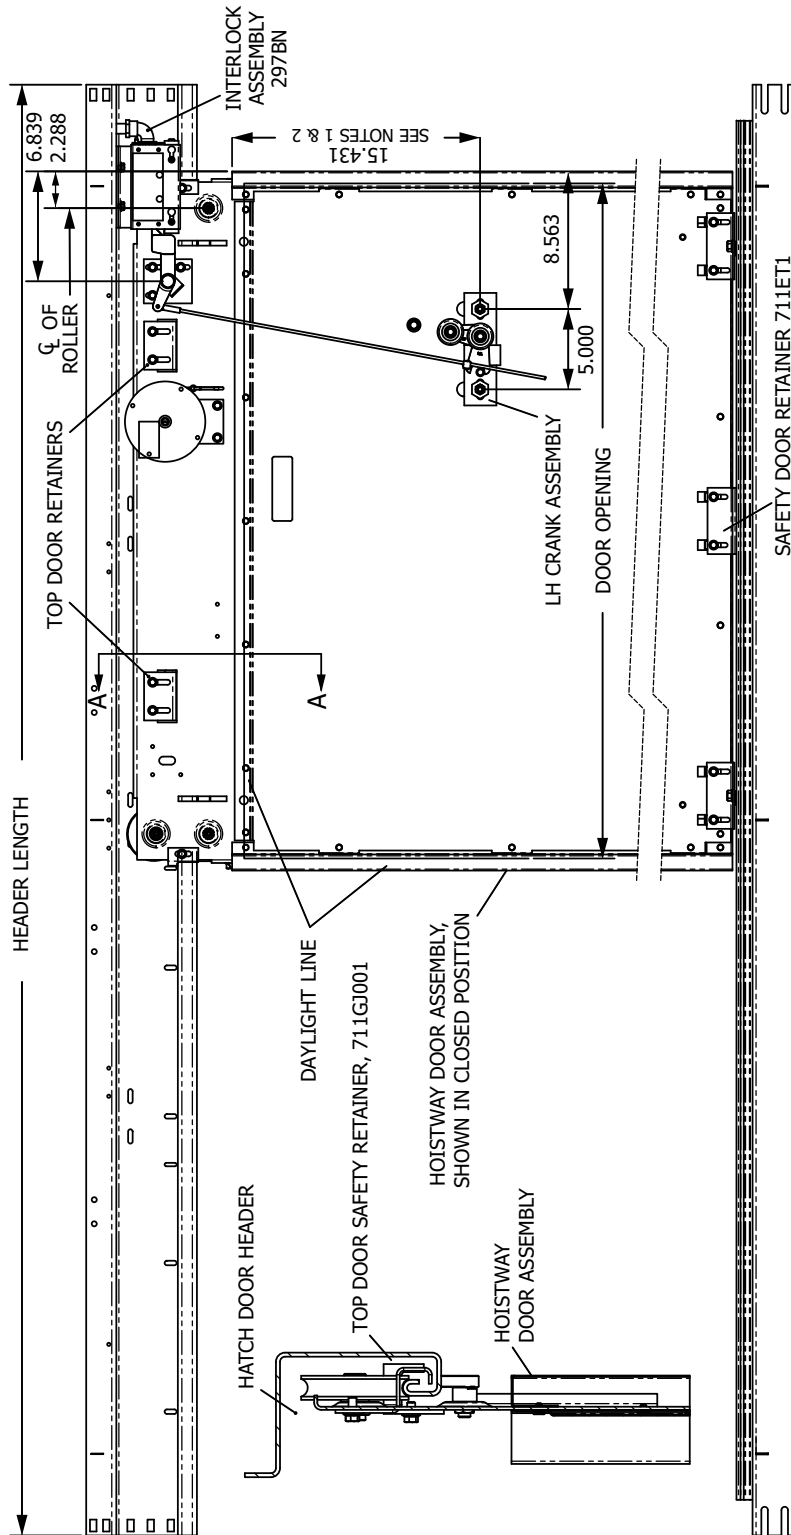 HEADER LENGTH
6.839
2.288
INTERLOCK
ASSEMBLY
297BN
15.431
SEE NOTES 1 & 2
℄ OF
ROLLER
TOP DOOR RETAINERS
8.563
5.000
LH CRANK ASSEMBLY
DOOR OPENING
SAFETY DOOR RETAINER 711ET1
A
A
DAYLIGHT LINE
HOISTWAY DOOR ASSEMBLY,
SHOWN IN CLOSED POSITION
HATCH DOOR HEADER
TOP DOOR SAFETY RETAINER, 711GJ001
HOISTWAY
DOOR ASSEMBLY